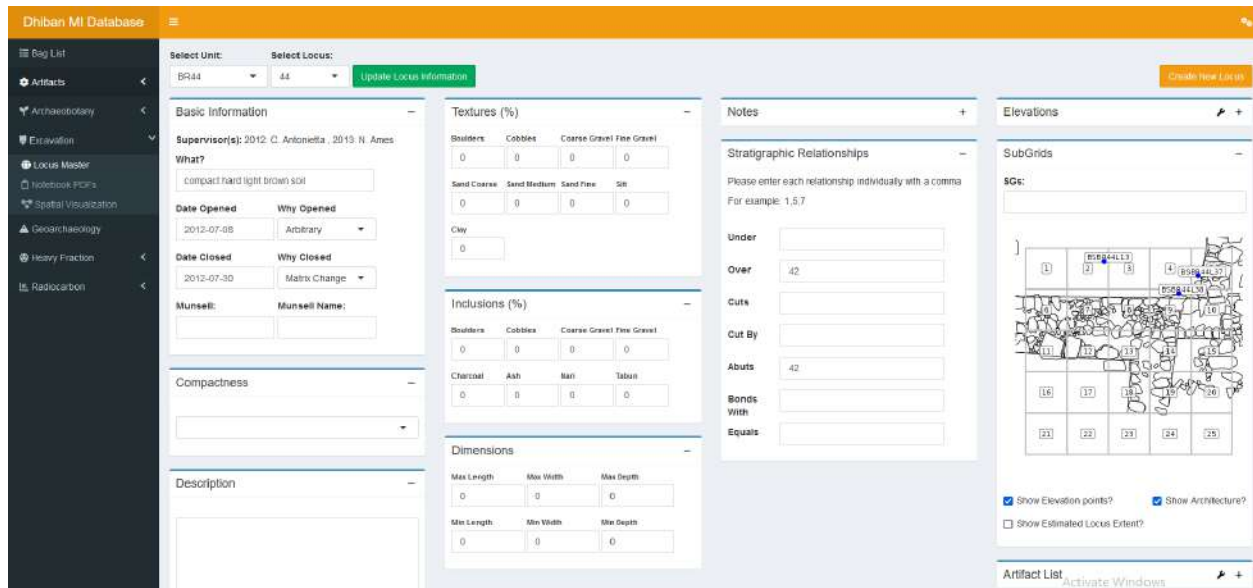 Dhiban MI Database
Bag List
Artifacts
Archaeobotany
Excavation
Locus Master
Notebook PDFs
Spatial Visualization
Geoarchaeology
Heavy Fraction
Radiocarbon
Select Unit: Select Locus:
BR44 44 Update Locus Information Create New Locus
Basic Information
Supervisor(s): 2012: C. Antonietta , 2013: N. Ames
What?
compact hard light brown soil
Date Opened Why Opened
2012-07-08 Arbitrary
Date Closed Why Closed
2012-07-30 Matrix Change
Munsell: Munsell Name:
Compactness
Description
Textures (%)
Boulders Cobbles Coarse Gravel Fine Gravel
0 0 0 0
Sand Coarse Sand Medium Sand Fine Silt
0 0 0 0
Clay
0
Inclusions (%)
Boulders Cobbles Coarse Gravel Fine Gravel
0 0 0 0
Charcoal Ash Nari Tabun
0 0 0 0
Dimensions
Max Length Max Width Max Depth
0 0 0
Min Length Min Width Min Depth
0 0 0
Notes
Stratigraphic Relationships
Please enter each relationship individually with a comma
For example: 1,5,7
Under
Over 42
Cuts
Cut By
Abuts 42
Bonds With
Equals
Elevations
SubGrids
SGs:
BSBR44L13
1 2 3 4 BSBR44L37
BSBR44L38
6 7 8 9 10
11 12 13 14 15
16 17 18 19 20
21 22 23 24 25
Show Elevation points? Show Architecture?
Show Estimated Locus Extent?
Artifact List
Activate Windows